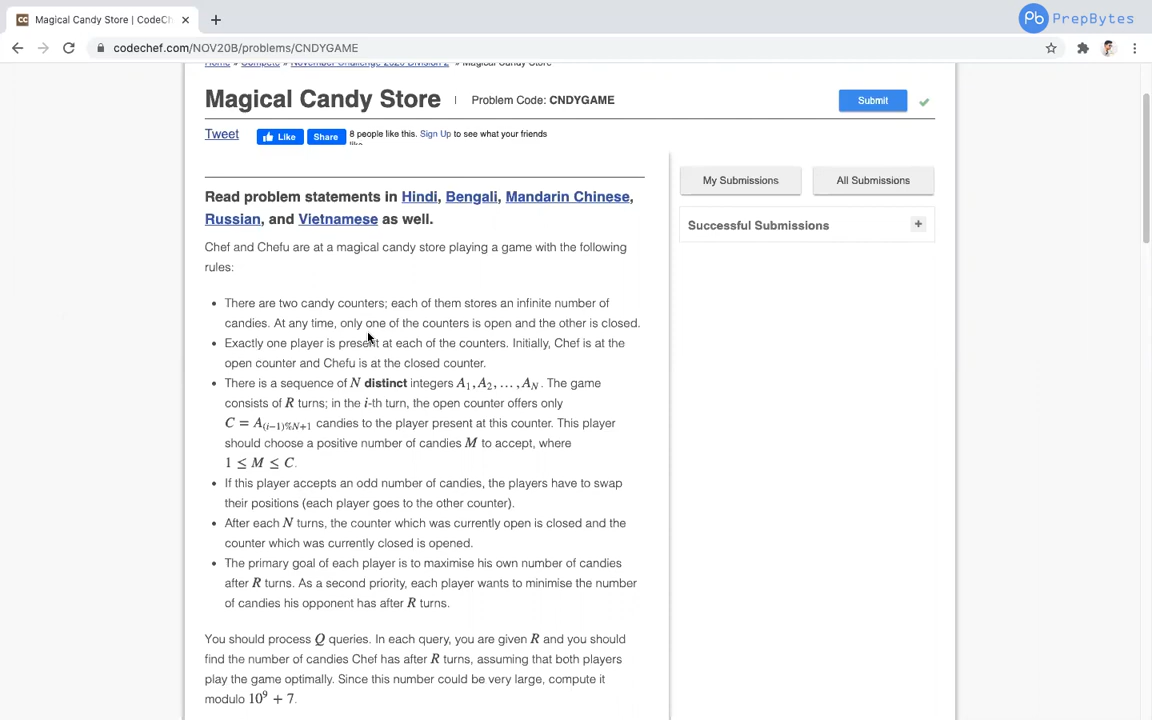 Magical Candy Store | CodeCh
PrepBytes
codechef.com/NOV20B/problems/CNDYGAME
Home » Compete » November Challenge 2020 Division 2 » Magical Candy Store
Magical Candy Store | Problem Code: CNDYGAME
Submit
Tweet
Like
Share
8 people like this. Sign Up to see what your friends
like.
My Submissions
All Submissions
Successful Submissions +
Read problem statements in Hindi, Bengali, Mandarin Chinese,
Russian, and Vietnamese as well.
Chef and Chefu are at a magical candy store playing a game with the following
rules:
• There are two candy counters; each of them stores an infinite number of
candies. At any time, only one of the counters is open and the other is closed.
• Exactly one player is present at each of the counters. Initially, Chef is at the
open counter and Chefu is at the closed counter.
• There is a sequence of N distinct integers A₁, A₂, …, A_N. The game
consists of R turns; in the i-th turn, the open counter offers only
C = A_{(i−1)%N+1} candies to the player present at this counter. This player
should choose a positive number of candies M to accept, where
1 ≤ M ≤ C.
• If this player accepts an odd number of candies, the players have to swap
their positions (each player goes to the other counter).
• After each N turns, the counter which was currently open is closed and the
counter which was currently closed is opened.
• The primary goal of each player is to maximise his own number of candies
after R turns. As a second priority, each player wants to minimise the number
of candies his opponent has after R turns.
You should process Q queries. In each query, you are given R and you should
find the number of candies Chef has after R turns, assuming that both players
play the game optimally. Since this number could be very large, compute it
modulo 10⁹ + 7.